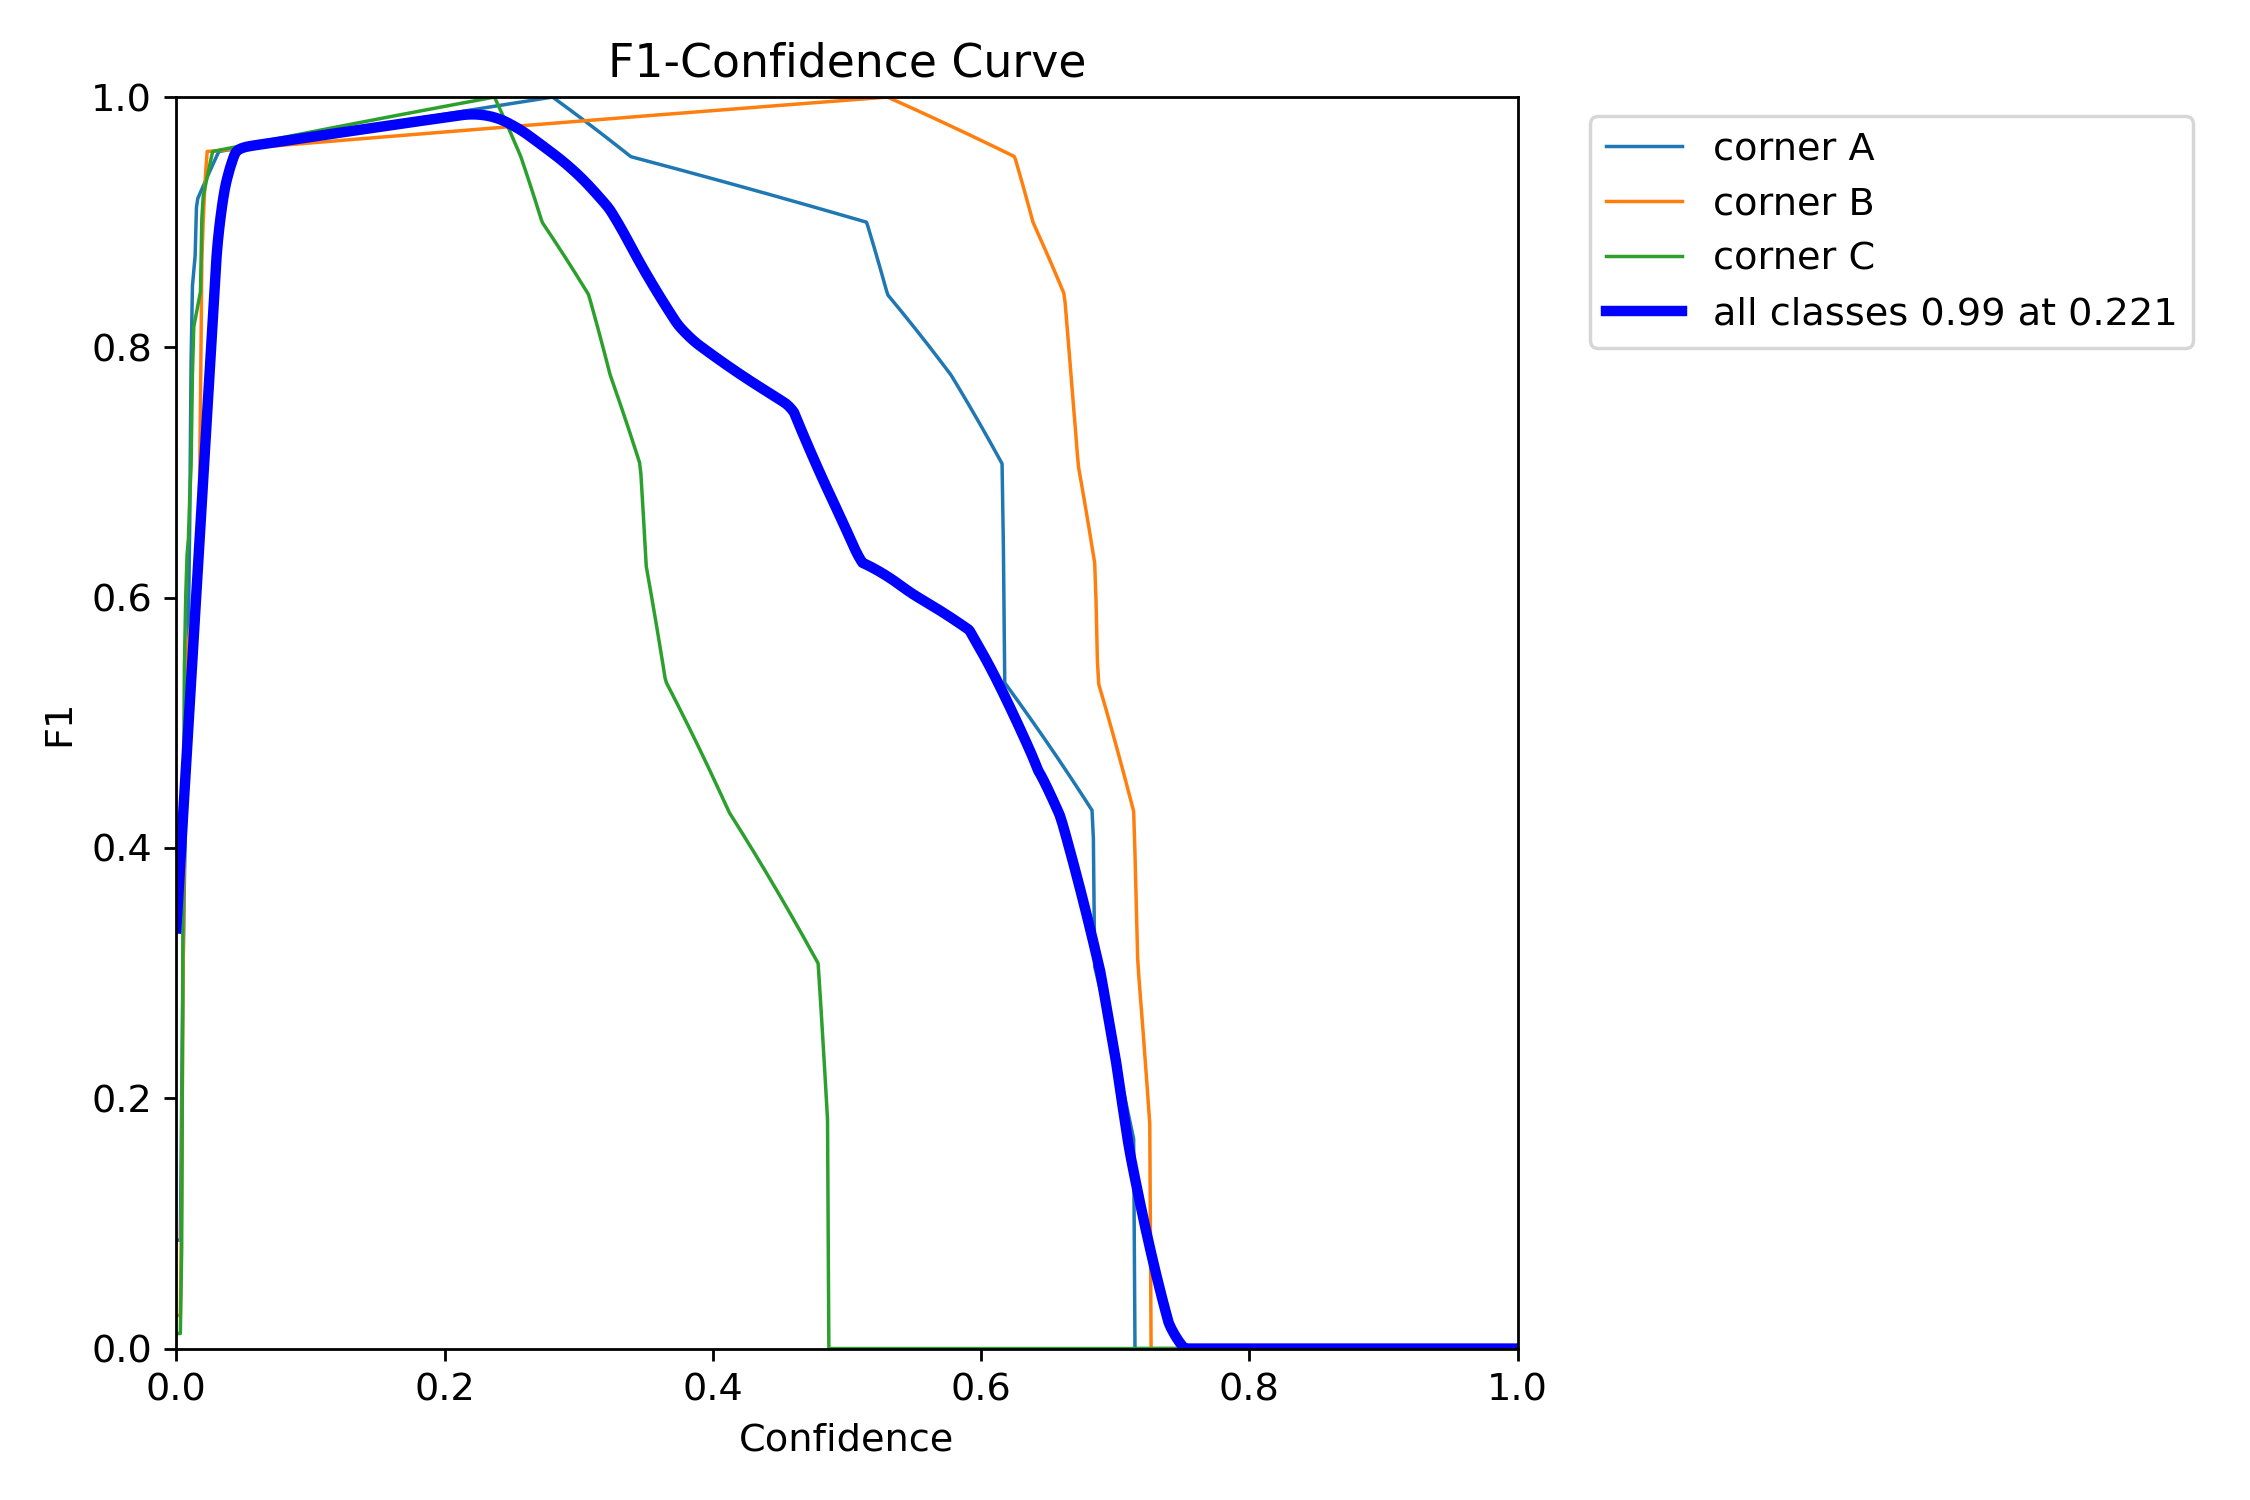 F1-Confidence Curve
1.0
0.8
0.6
0.4
0.2
0.0
F1
0.0 0.2 0.4 0.6 0.8 1.0
Confidence
corner A
corner B
corner C
all classes 0.99 at 0.221